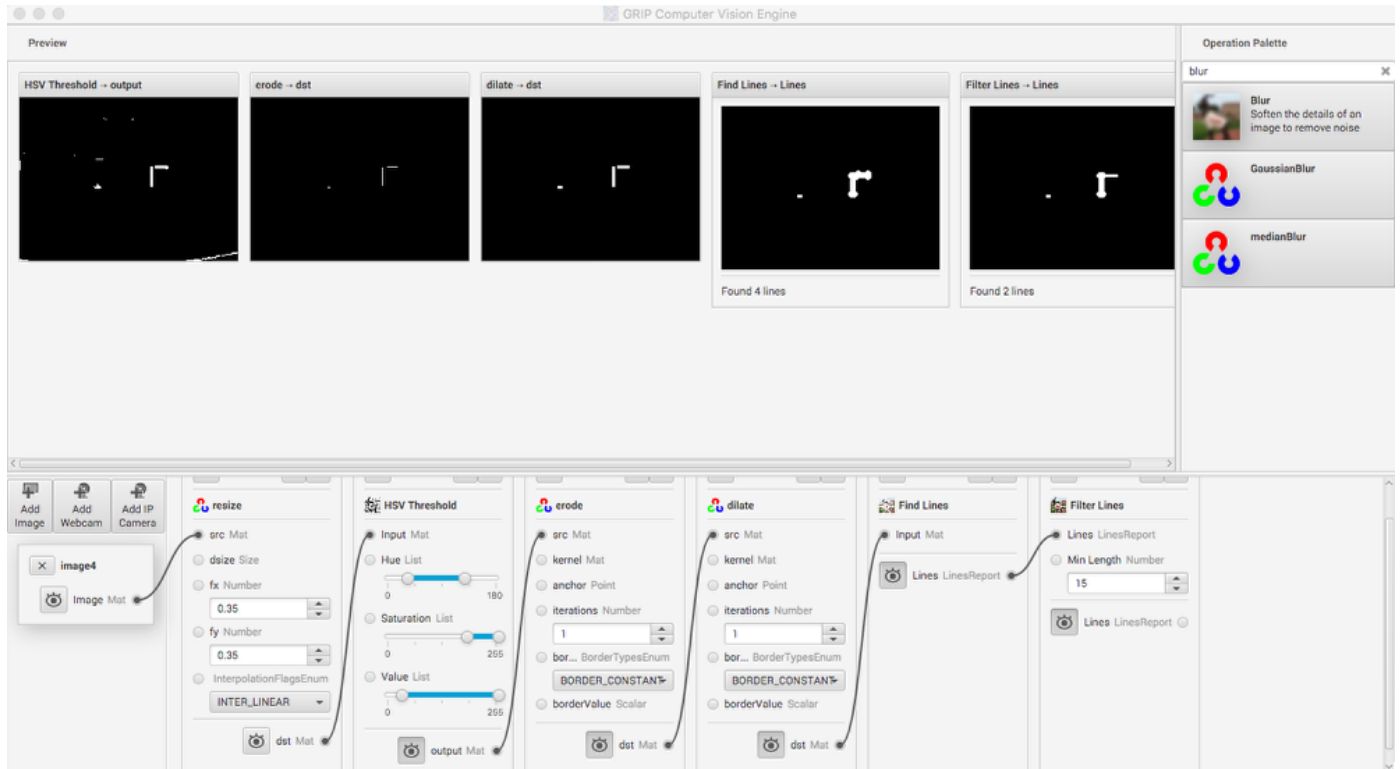 GRIP Computer Vision Engine
Preview
Operation Palette
blur
HSV Threshold → output
erode → dst
dilate → dst
Find Lines → Lines
Filter Lines → Lines
Found 4 lines
Found 2 lines
Blur
Soften the details of an
image to remove noise
GaussianBlur
medianBlur
Add
Image
Add
Webcam
Add IP
Camera
image4
Image Mat
resize
src Mat
dsize Size
fx Number
0.35
fy Number
0.35
InterpolationFlagsEnum
INTER_LINEAR
dst Mat
HSV Threshold
Input Mat
Hue List
0 180
Saturation List
0 255
Value List
0 255
output Mat
erode
src Mat
kernel Mat
anchor Point
iterations Number
1
bor... BorderTypesEnum
BORDER_CONSTANT
borderValue Scalar
dst Mat
dilate
src Mat
kernel Mat
anchor Point
iterations Number
1
bor... BorderTypesEnum
BORDER_CONSTANT
borderValue Scalar
dst Mat
Find Lines
Input Mat
Lines LinesReport
Filter Lines
Lines LinesReport
Min Length Number
15
Lines LinesReport